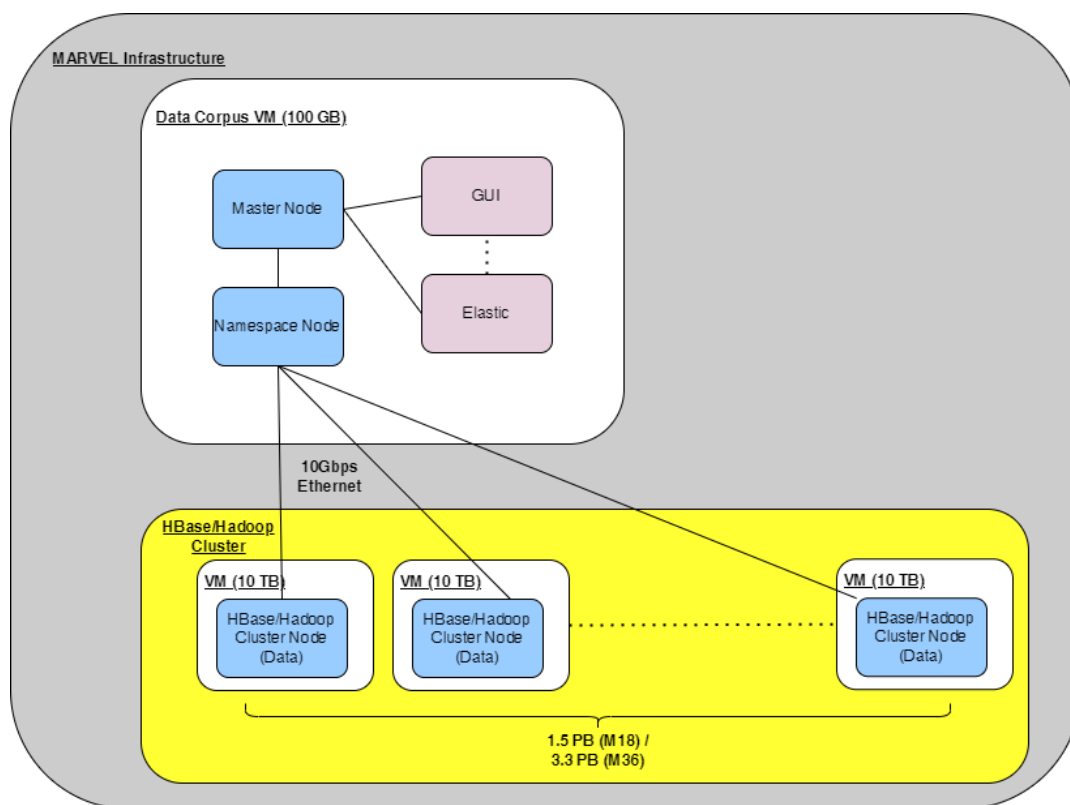 MARVEL Infrastructure
Data Corpus VM (100 GB)
Master Node
GUI
Namespace Node
Elastic
10Gbps
Ethernet
HBase/Hadoop
Cluster
VM (10 TB)
HBase/Hadoop
Cluster Node
(Data)
VM (10 TB)
HBase/Hadoop
Cluster Node
(Data)
VM (10 TB)
HBase/Hadoop
Cluster Node
(Data)
1.5 PB (M18) /
3.3 PB (M36)